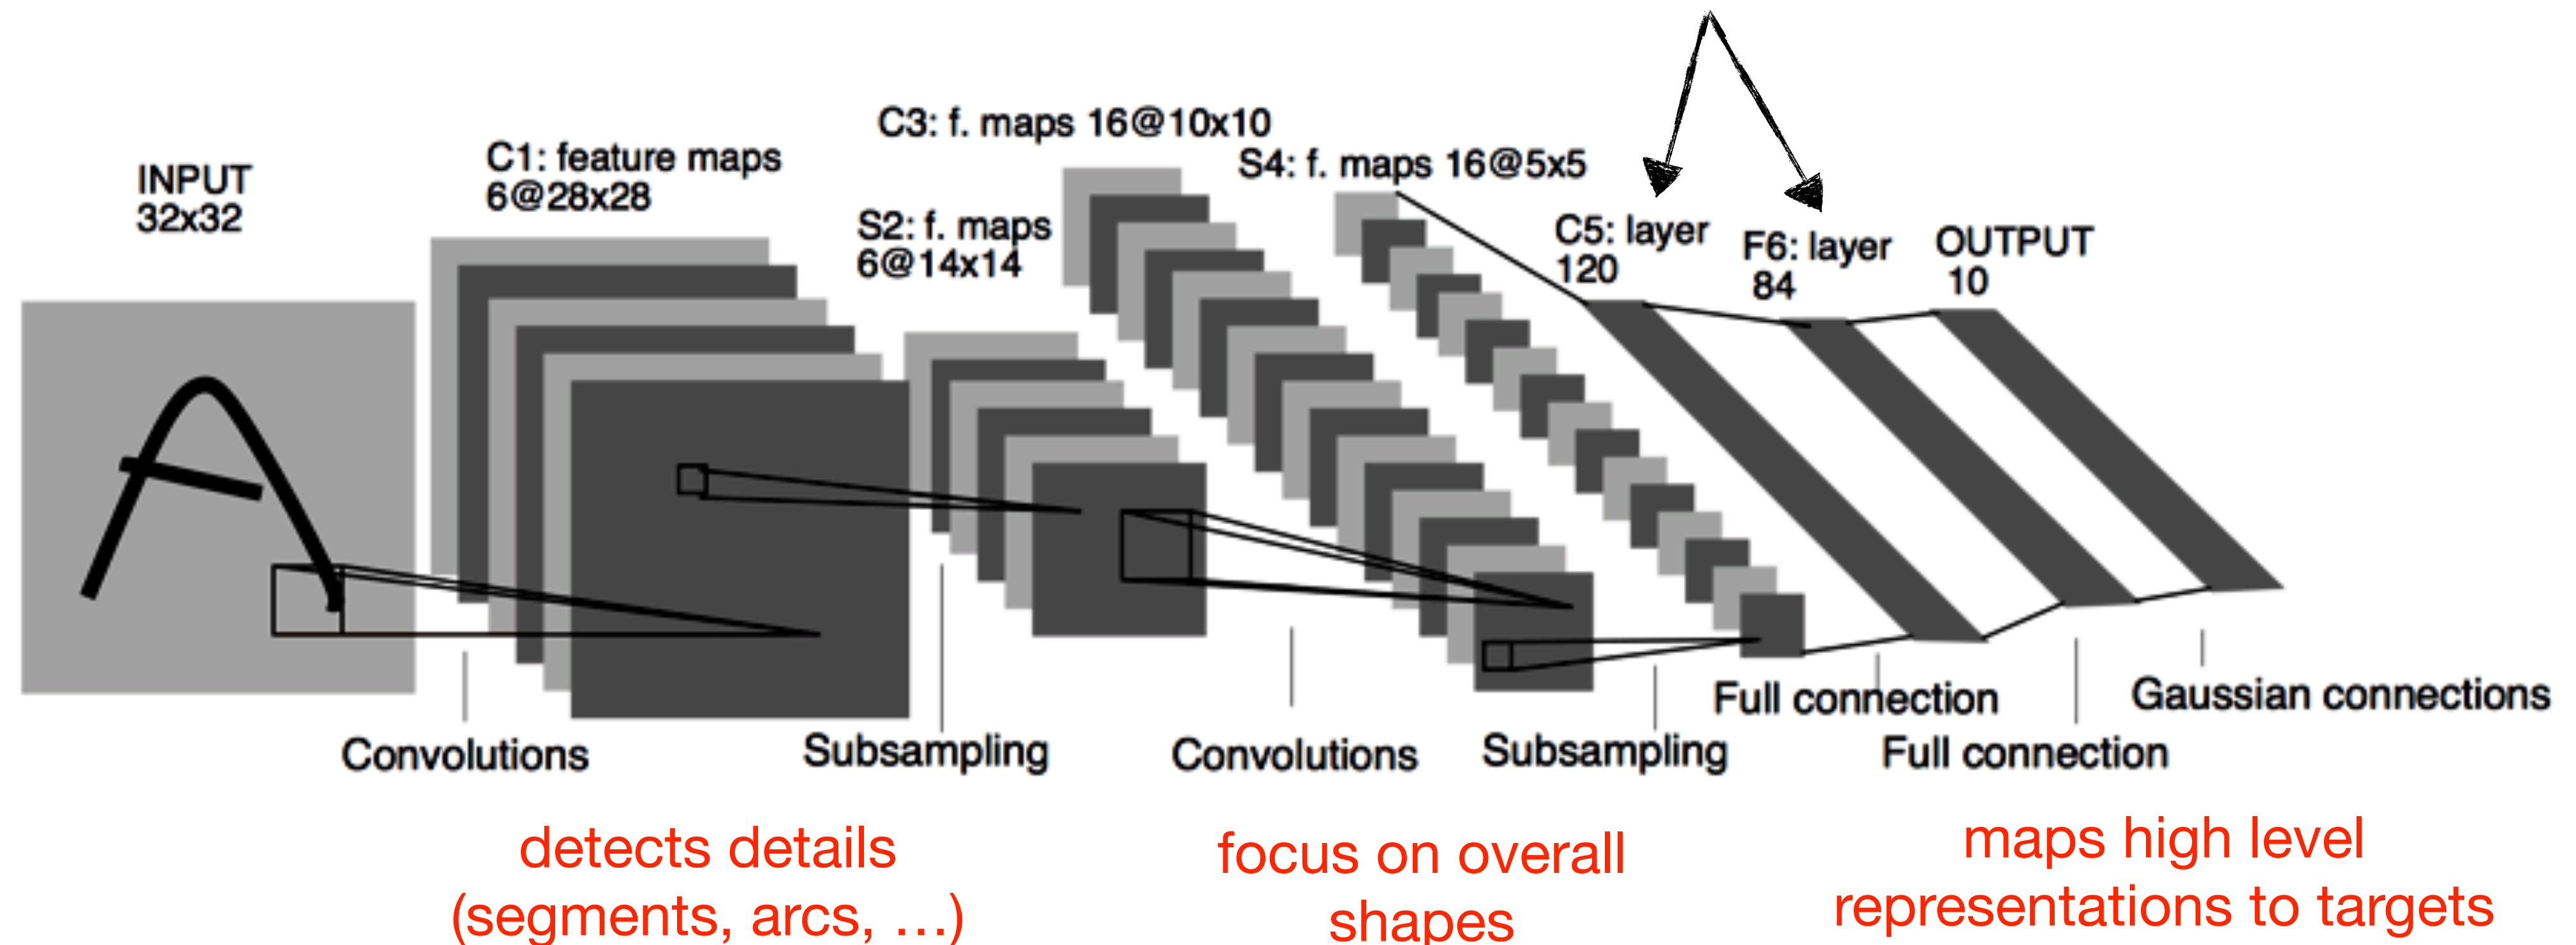 INPUT
32x32
C1: feature maps
6@28x28
S2: f. maps
6@14x14
C3: f. maps 16@10x10
S4: f. maps 16@5x5
C5: layer
120
F6: layer
84
OUTPUT
10
Convolutions
Subsampling
Convolutions
Subsampling
Full connection
Full connection
Gaussian connections
detects details
(segments, arcs, …)
focus on overall
shapes
maps high level
representations to targets